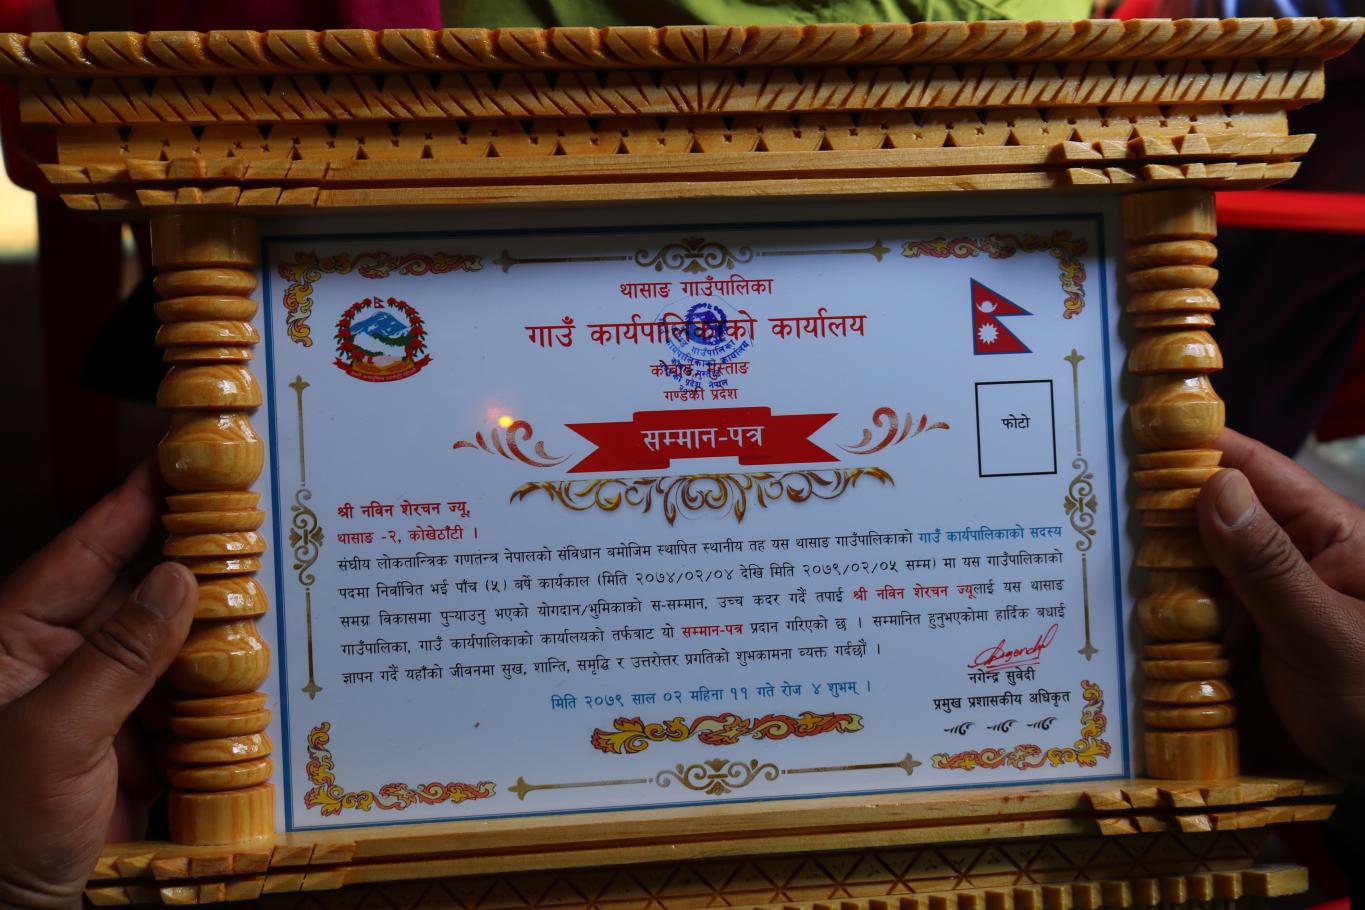 थासाङ गाउँपालिका
गाउँ कार्यपालिकाको कार्यालय
कोबाङ, मुस्ताङ
गण्डकी प्रदेश
सम्मान-पत्र
फोटो
श्री नविन शेरचन ज्यू,
थासाङ -२, कोखेठाँटी ।
संघीय लोकतान्त्रिक गणतन्त्र नेपालको संविधान बमोजिम स्थापित स्थानीय तह यस थासाङ गाउँपालिकाको गाउँ कार्यपालिकाको सदस्य
पदमा निर्वाचित भई पाँच (५) बर्षे कार्यकाल (मिति २०७४/०२/०४ देखि मिति २०७९/०२/०५ सम्म) मा यस गाउँपालिकाको
समग्र विकासमा पुऱ्याउनु भएको योगदान/भुमिकाको स-सम्मान, उच्च कदर गर्दै तपाई श्री नविन शेरचन ज्यूलाई यस थासाङ
गाउँपालिका, गाउँ कार्यपालिकाको कार्यालयको तर्फबाट यो सम्मान-पत्र प्रदान गरिएको छ । सम्मानित हुनुभएकोमा हार्दिक बधाई
ज्ञापन गर्दै यहाँको जीवनमा सुख, शान्ति, समृद्धि र उत्तरोत्तर प्रगतिको शुभकामना व्यक्त गर्दछौं ।
मिति २०७९ साल ०२ महिना ११ गते रोज ४ शुभम् ।
नगेन्द्र सुवेदी
प्रमुख प्रशासकीय अधिकृत